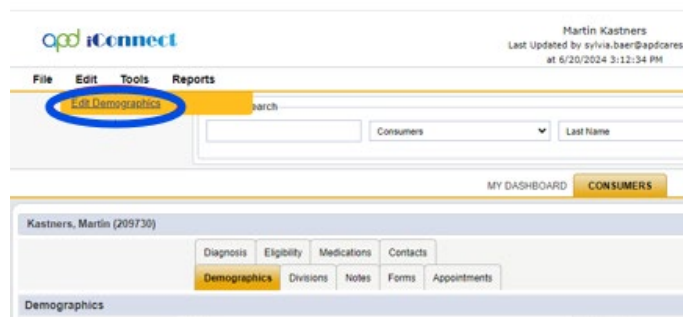 apd iConnect
Martin Kastners
Last Updated by sylvia.baer@apdcares
at 6/20/2024 3:12:34 PM
File Edit Tools Reports
Edit Demographics
earch
Consumers Last Name
MY DASHBOARD CONSUMERS
Kastners, Martin (209730)
Diagnosis Eligibility Medications Contacts
Demographics Divisions Notes Forms Appointments
Demographics